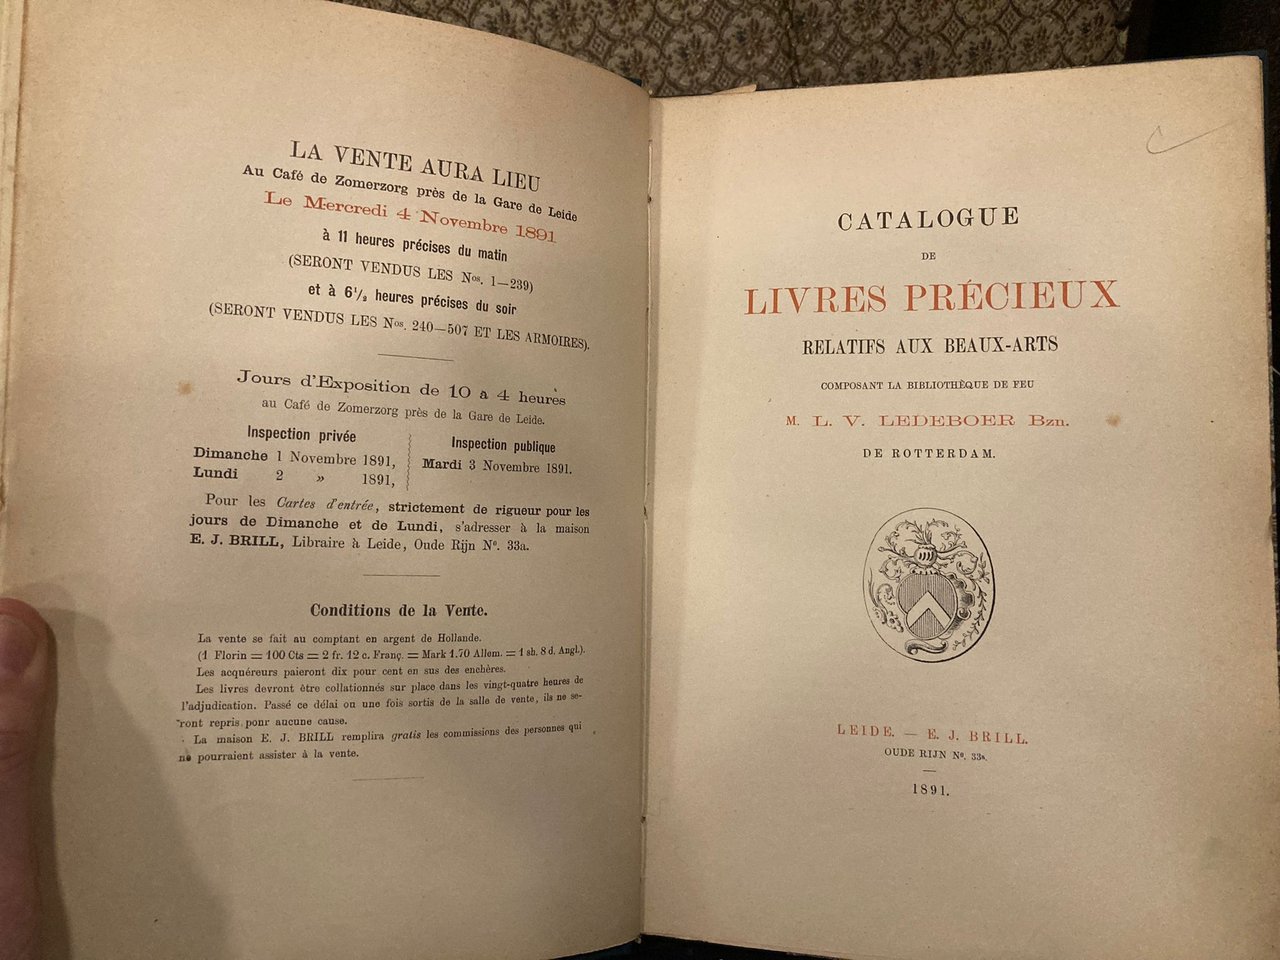 LA VENTE AURA LIEU
Au Café de Zomerzorg près de la Gare de Leide
Le Mercredi 4 Novembre 1891
à 11 heures précises du matin
(SERONT VENDUS LES Nos. 1—239)
et à 6½ heures précises du soir
(SERONT VENDUS LES Nos. 240—507 ET LES ARMOIRES).
Jours d'Exposition de 10 à 4 heures
au Café de Zomerzorg près de la Gare de Leide.
Inspection privée
Dimanche 1 Novembre 1891,
Lundi 2 » 1891,
Inspection publique
Mardi 3 Novembre 1891.
Pour les Cartes d'entrée, strictement de rigueur pour les
jours de Dimanche et de Lundi, s'adresser à la maison
E. J. BRILL, Libraire à Leide, Oude Rijn No. 33a.
Conditions de la Vente.
La vente se fait au comptant en argent de Hollande.
(1 Florin = 100 Cts = 2 fr. 12 c. Franç. = Mark 1.70 Allem. = 1 sh. 8 d. Angl.).
Les acquéreurs paieront dix pour cent en sus des enchères.
Les livres devront être collationnés sur place dans les vingt-quatre heures de
l'adjudication. Passé ce délai ou une fois sortis de la salle de vente, ils ne se-
ront repris pour aucune cause.
La maison E. J. BRILL remplira gratis les commissions des personnes qui
ne pourraient assister à la vente.
CATALOGUE
DE
LIVRES PRÉCIEUX
RELATIFS AUX BEAUX-ARTS
COMPOSANT LA BIBLIOTHÈQUE DE FEU
M. L. V. LEDEBOER Bzn.
DE ROTTERDAM.
LEIDE. — E. J. BRILL.
OUDE RIJN No. 33a.
1891.